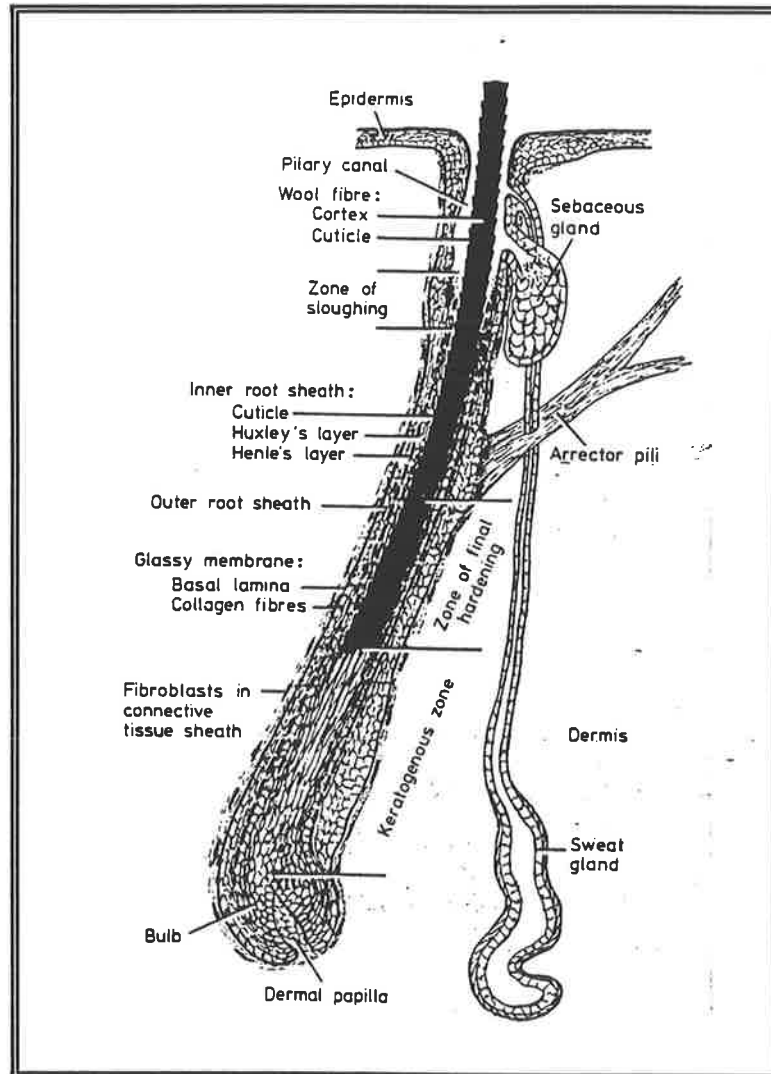 Epidermis
Pilary canal
Wool fibre:
Cortex
Cuticle
Sebaceous
gland
Zone of
sloughing
Inner root sheath:
Cuticle
Huxley's layer
Henle's layer
Arrector pili
Outer root sheath
Zone of final
hardening
Glassy membrane:
Basal lamina
Collagen fibres
Fibroblasts in
connective
tissue sheath
Keratogenous zone
Dermis
Sweat
gland
Bulb
Dermal papilla